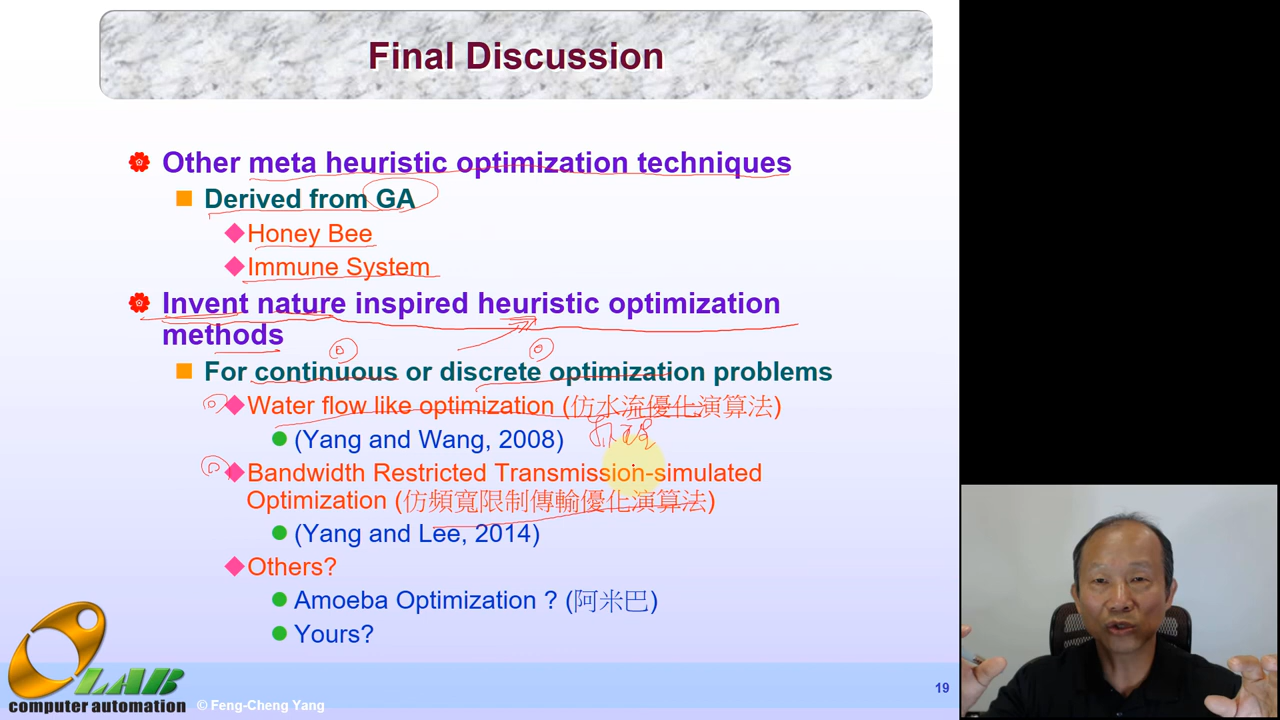 Final Discussion
Other meta heuristic optimization techniques
Derived from GA
Honey Bee
Immune System
Invent nature inspired heuristic optimization
methods
For continuous or discrete optimization problems
Water flow like optimization (仿水流優化演算法)
(Yang and Wang, 2008)
Bandwidth Restricted Transmission-simulated
Optimization (仿頻寬限制傳輸優化演算法)
(Yang and Lee, 2014)
Others?
Amoeba Optimization ? (阿米巴)
Yours?
LAB
computer automation
© Feng-Cheng Yang
19